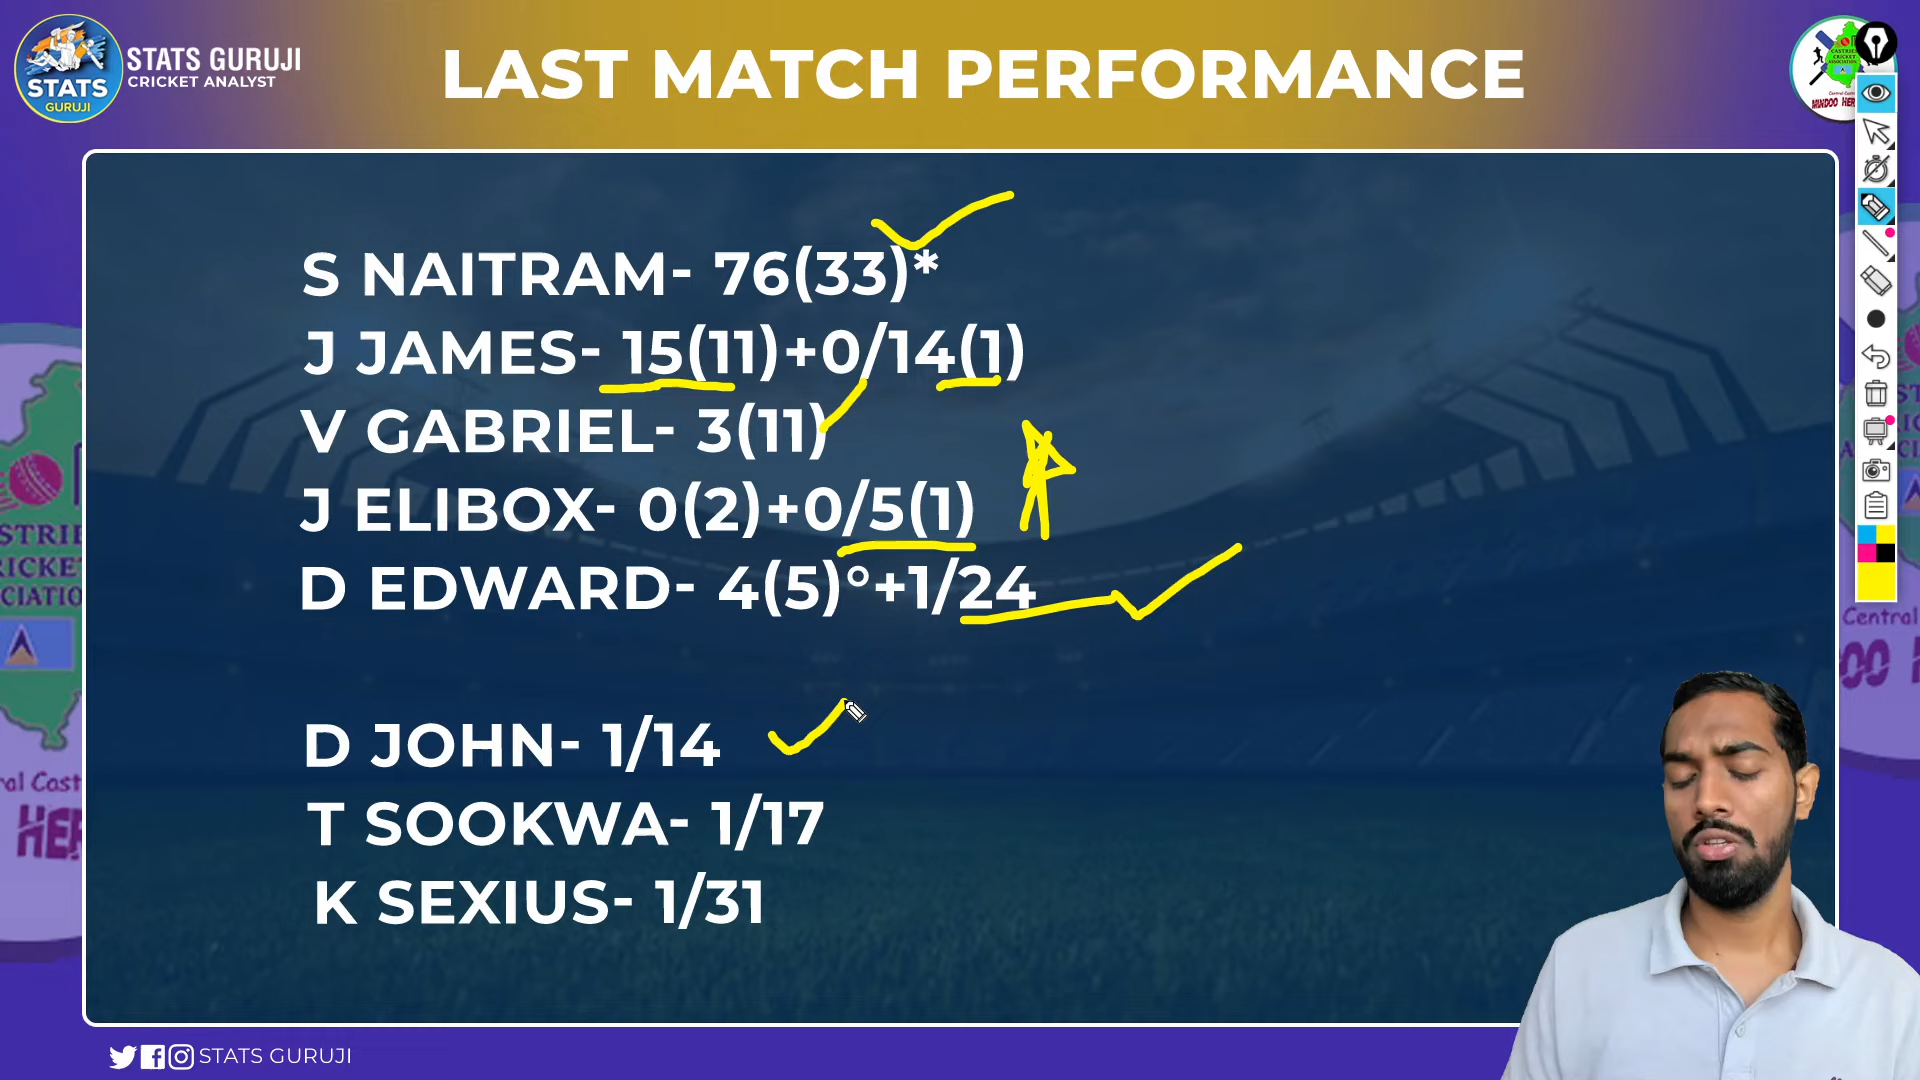 STATS GURUJI
CRICKET ANALYST
STATS
GURUJI
LAST MATCH PERFORMANCE
S NAITRAM- 76(33)*
J JAMES- 15(11)+0/14(1)
V GABRIEL- 3(11)
J ELIBOX- 0(2)+0/5(1)
D EDWARD- 4(5)°+1/24
D JOHN- 1/14
T SOOKWA- 1/17
K SEXIUS- 1/31
STATS GURUJI
Central